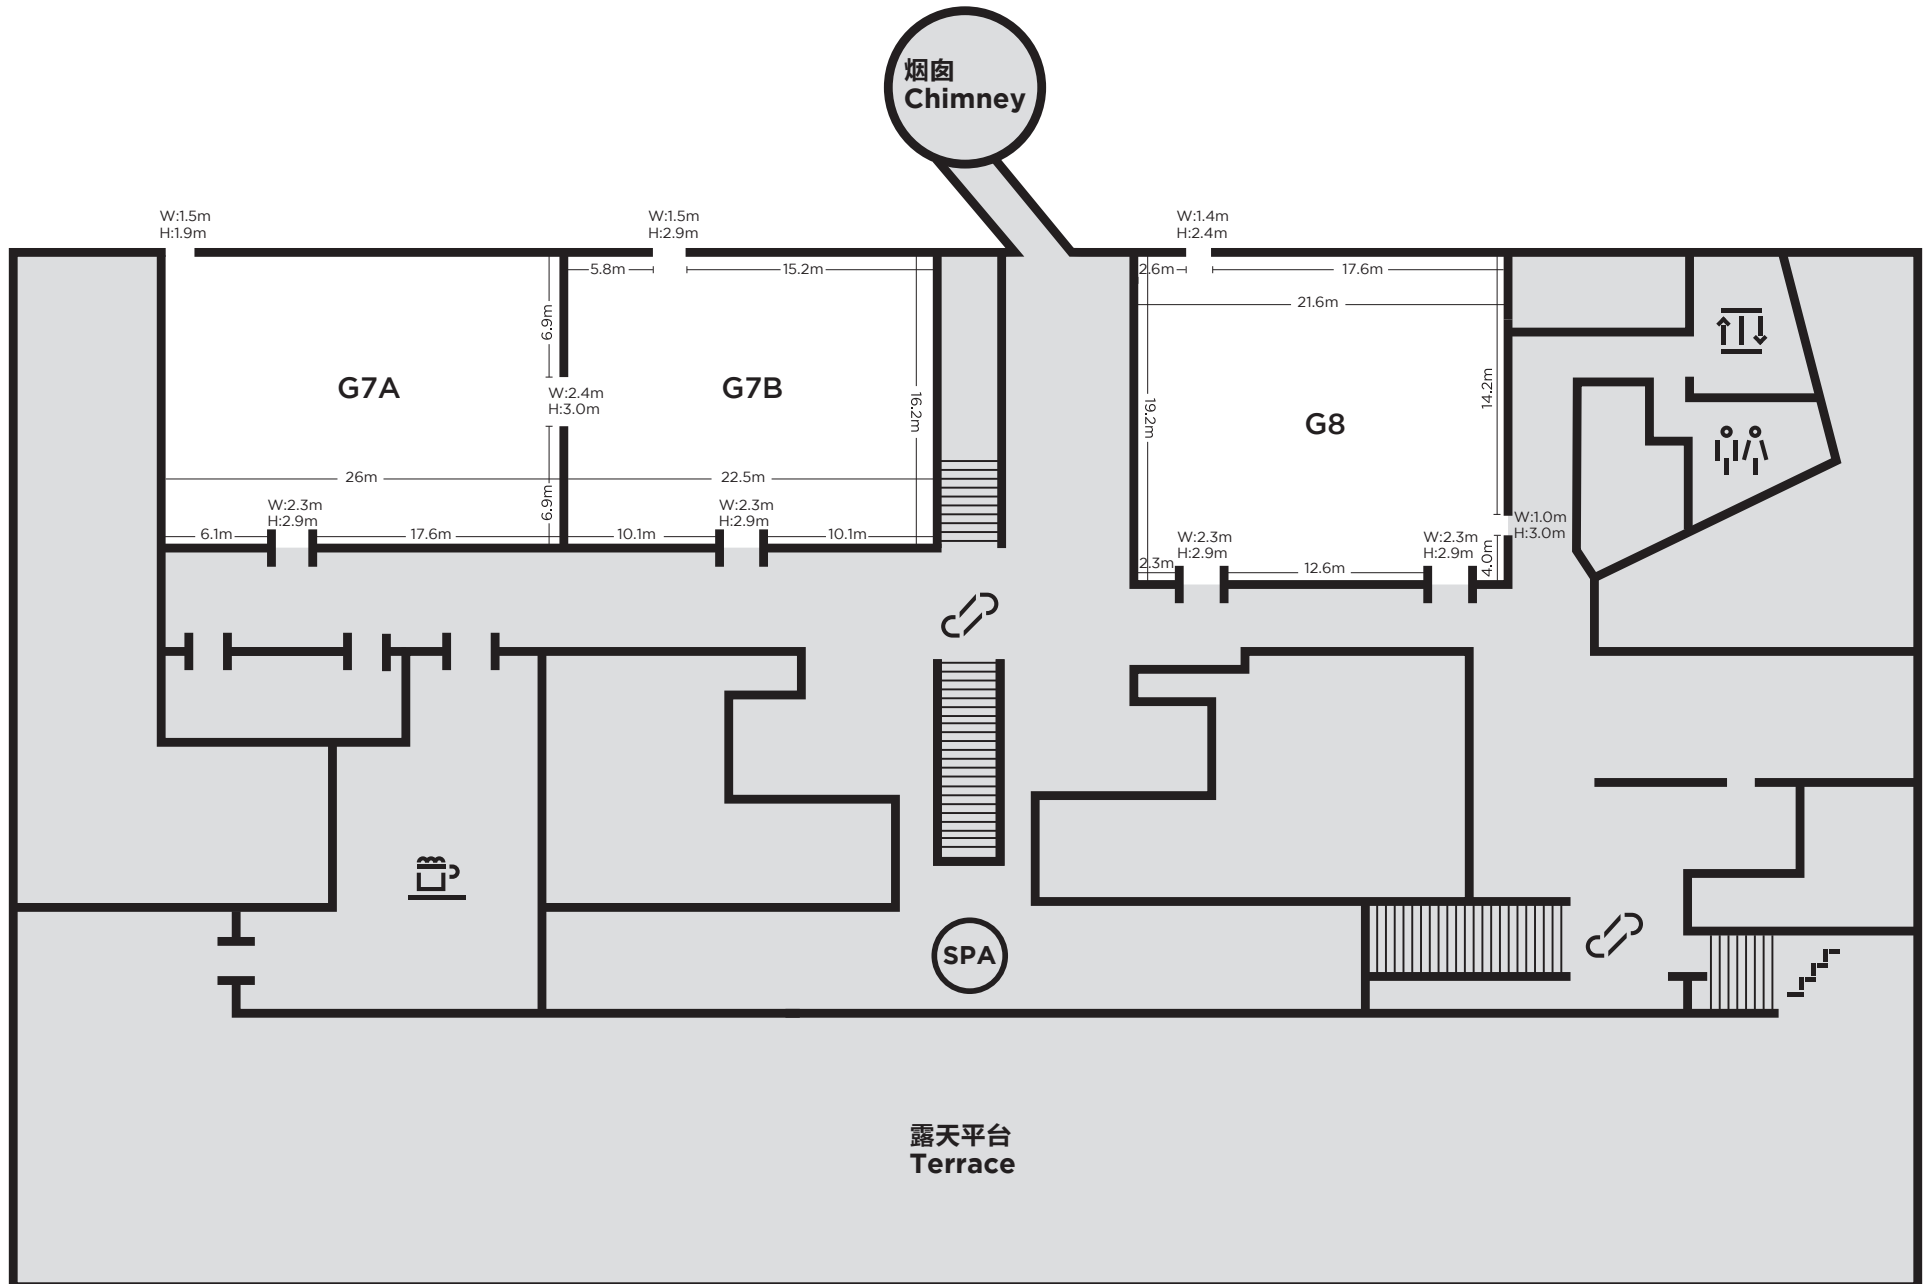 烟囱
Chimney
W:1.5m
H:1.9m
W:1.5m
H:2.9m
W:1.4m
H:2.4m
5.8m
15.2m
2.6m
17.6m
21.6m
6.9m
G7A
W:2.4m
H:3.0m
G7B
16.2m
19.2m
G8
14.2m
26m
22.5m
6.9m
W:2.3m
H:2.9m
W:2.3m
H:2.9m
6.1m
17.6m
10.1m
10.1m
W:1.0m
H:3.0m
W:2.3m
H:2.9m
W:2.3m
H:2.9m
2.3m
12.6m
4.0m
SPA
露天平台
Terrace